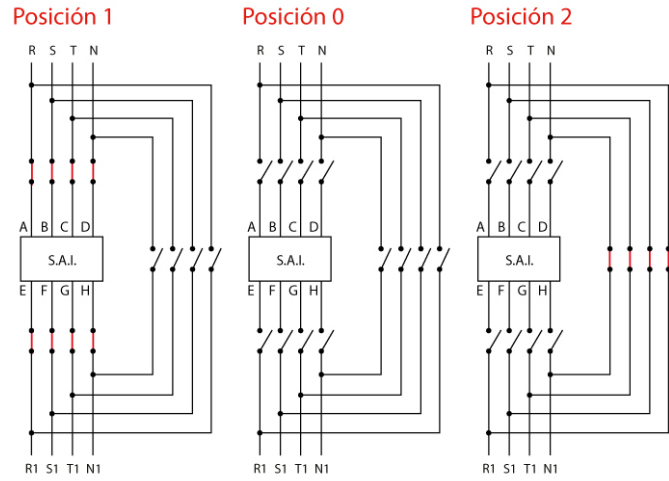 Posición 1
R S T N
A B C D
S.A.I.
E F G H
R1 S1 T1 N1
Posición 0
R S T N
A B C D
S.A.I.
E F G H
R1 S1 T1 N1
Posición 2
R S T N
A B C D
S.A.I.
E F G H
R1 S1 T1 N1